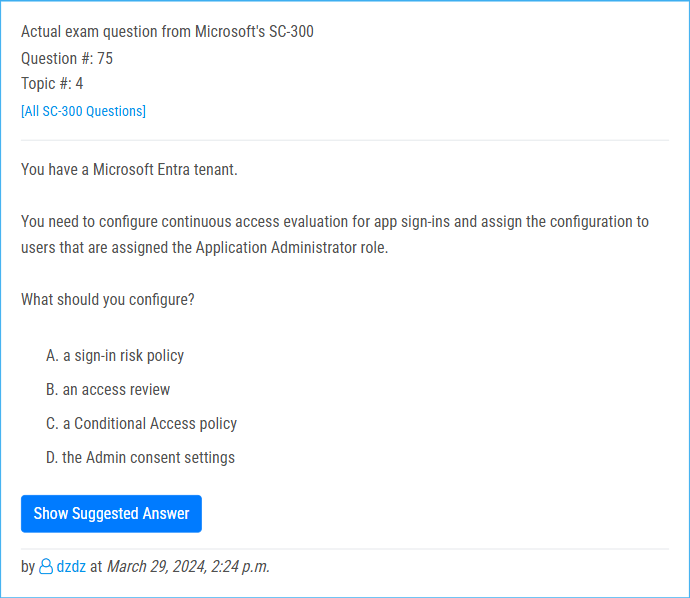 Actual exam question from Microsoft's SC-300
Question #: 75
Topic #: 4
[All SC-300 Questions]
You have a Microsoft Entra tenant.
You need to configure continuous access evaluation for app sign-ins and assign the configuration to
users that are assigned the Application Administrator role.
What should you configure?
A. a sign-in risk policy
B. an access review
C. a Conditional Access policy
D. the Admin consent settings
Show Suggested Answer
by dzdz at March 29, 2024, 2:24 p.m.